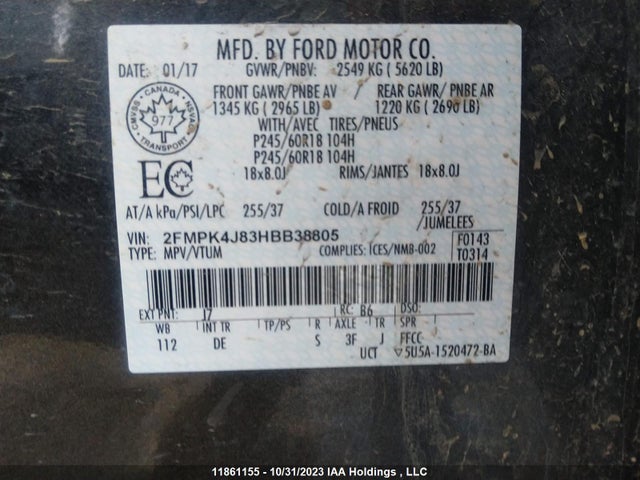 MFD. BY FORD MOTOR CO.
DATE: 01/17 GVWR/PNBV: 2549 KG ( 5620 LB)
FRONT GAWR/PNBE AV / REAR GAWR/ PNBE AR
1345 KG ( 2965 LB) 1220 KG ( 2690 LB)
WITH/AVEC TIRES/PNEUS
P245/60R18 104H
P245/60R18 104H
18x8.0J RIMS/JANTES 18x8.0J
CMVSS • CANADA • NSVAC
977
TRANSPORT
EC
AT/A kPa/PSI/LPC 255/37 COLD/A FROID 255/37
/JUMELEES
VIN: 2FMPK4J83HBB38805
TYPE: MPV/VTUM COMPLIES: ICES/NMB-002
F0143
T0314
EXT PNT: J7 RC: B6 DSO:
WB INT TR TP/PS R AXLE TR SPR
112 DE S 3F J FFCC
UCT ▽5U5A-1520472-BA
11861155 - 10/31/2023 IAA Holdings , LLC